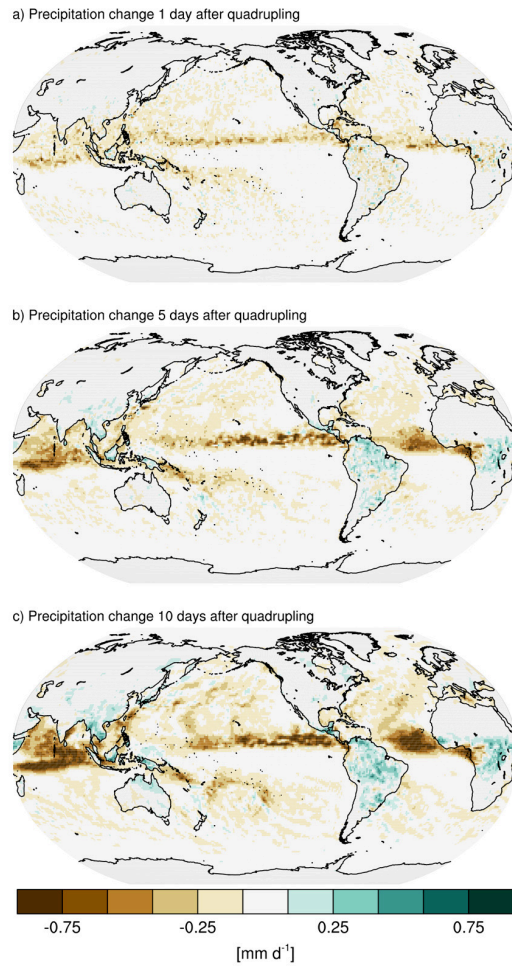 a) Precipitation change 1 day after quadrupling
b) Precipitation change 5 days after quadrupling
c) Precipitation change 10 days after quadrupling
-0.75 -0.25 0.25 0.75
[mm d⁻¹]